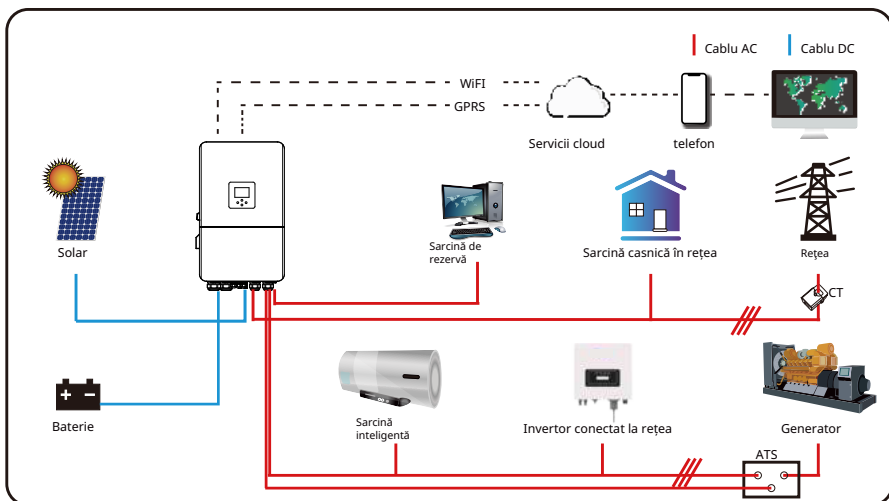 Cablu AC
Cablu DC
WiFI
GPRS
Servicii cloud
telefon
Solar
Sarcină de
rezervă
Sarcină casnică în rețea
Reţea
CT
Baterie
Sarcină
inteligentă
Invertor conectat la rețea
Generator
ATS